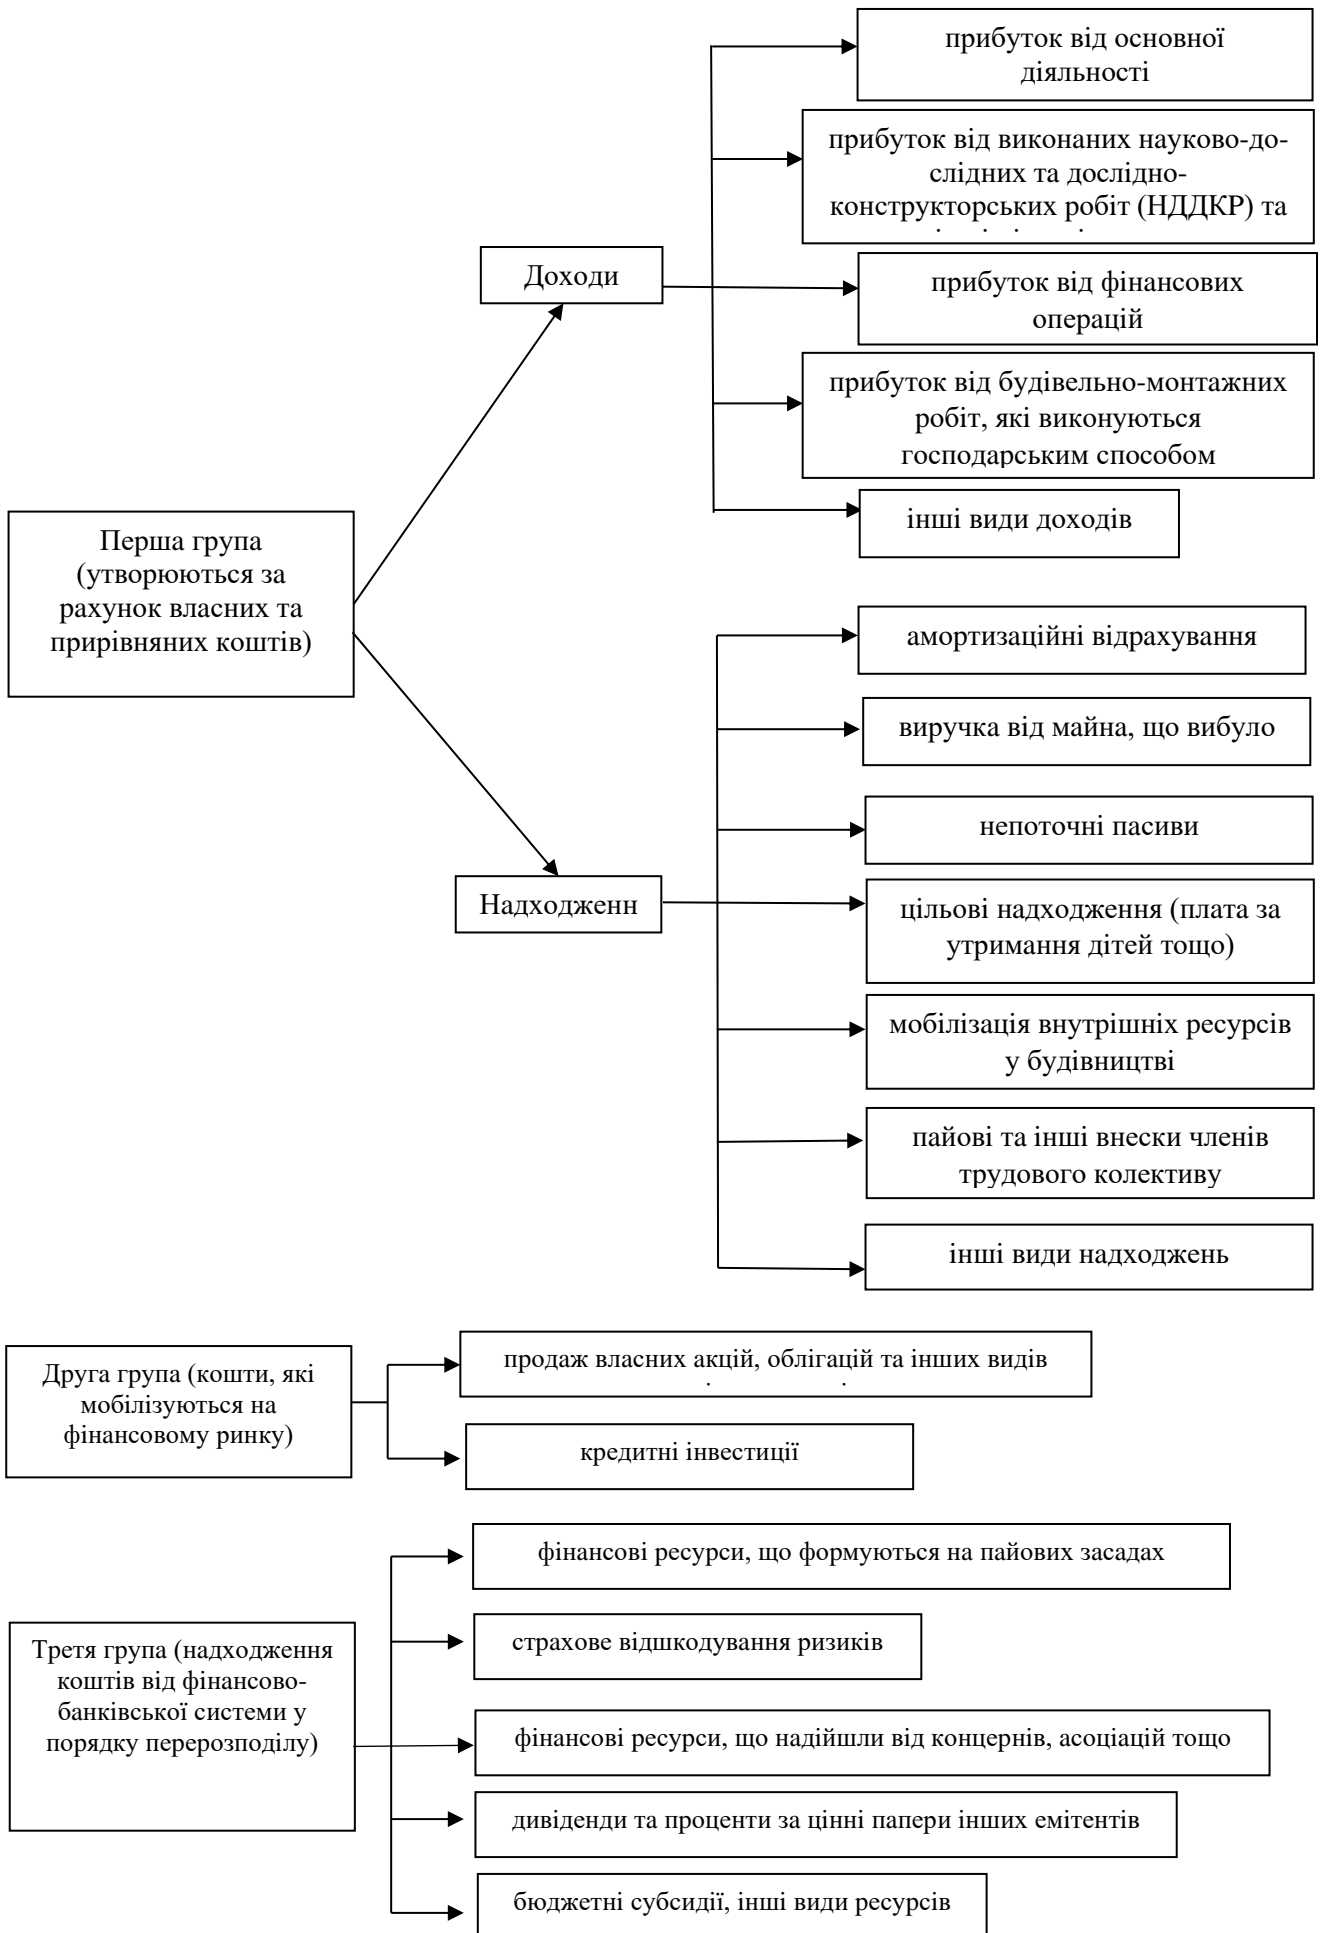 прибуток від основної
діяльності
прибуток від виконаних науково-до-
слідних та дослідно-
конструкторських робіт (НДДКР) та
Доходи
прибуток від фінансових
операцій
прибуток від будівельно-монтажних
робіт, які виконуються
господарським способом
інші види доходів
Перша група
(утворюються за
рахунок власних та
прирівняних коштів)
амортизаційні відрахування
виручка від майна, що вибуло
непоточні пасиви
Надходженн
цільові надходження (плата за
утримання дітей тощо)
мобілізація внутрішніх ресурсів
у будівництві
пайові та інші внески членів
трудового колективу
інші види надходжень
Друга група (кошти, які
мобілізуються на
фінансовому ринку)
продаж власних акцій, облігацій та інших видів
кредитні інвестиції
Третя група (надходження
коштів від фінансово-
банківської системи у
порядку перерозподілу)
фінансові ресурси, що формуються на пайових засадах
страхове відшкодування ризиків
фінансові ресурси, що надійшли від концернів, асоціацій тощо
дивіденди та проценти за цінні папери інших емітентів
бюджетні субсидії, інші види ресурсів